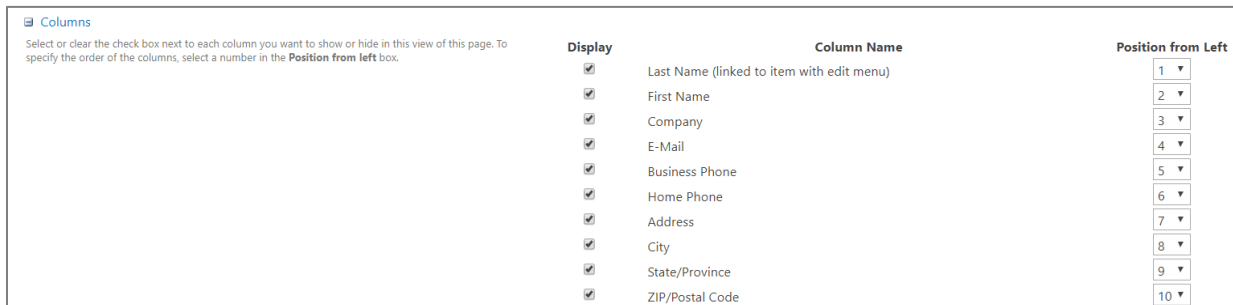 Columns
Select or clear the check box next to each column you want to show or hide in this view of this page. To
specify the order of the columns, select a number in the Position from left box.
Display Column Name Position from Left
Last Name (linked to item with edit menu) 1
First Name 2
Company 3
E-Mail 4
Business Phone 5
Home Phone 6
Address 7
City 8
State/Province 9
ZIP/Postal Code 10